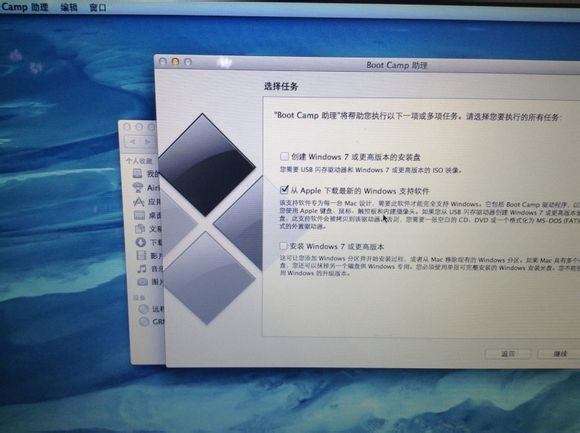 Camp 助理 编辑 窗口
Boot Camp 助理
选择任务
"Boot Camp 助理"将帮助您执行以下一项或多项任务。请选择您要执行的所有任务:
创建 Windows 7 或更高版本的安装盘
您需要 USB 闪存驱动器和 Windows 7 或更高版本的 ISO 映像。
从 Apple 下载最新的 Windows 支持软件
该支持软件专为每一台 Mac 设计,需要此软件才能完全支持 Windows。它包括 Boot Camp 驱动程序,以
您使用 Apple 键盘、鼠标、触控板和内建摄像头。如果您从 USB 闪存驱动器创建 Windows 7 或更高版本
盘,此支持软件会被拷贝到该驱动器
否则,您需要一张空白的 CD、DVD 或一个格式化为 MS-DOS (FAT)
式的外置驱动器。
安装 Windows 7 或更高版本
这可让您添加 Windows 分区并开始安装过程,或者从 Mac 移除现有的 Windows 分区。如果 Mac 具有多个
盘,您还可以抹掉另一个磁盘供 Windows 专用。您必须使用单版可完整安装的 Windows 安装光盘。您不能
用 Windows 的升级版本。
返回
继续
个人收藏
我的
Air
应用
桌面
文稿
下载
影片
音乐
图片
设备
远程